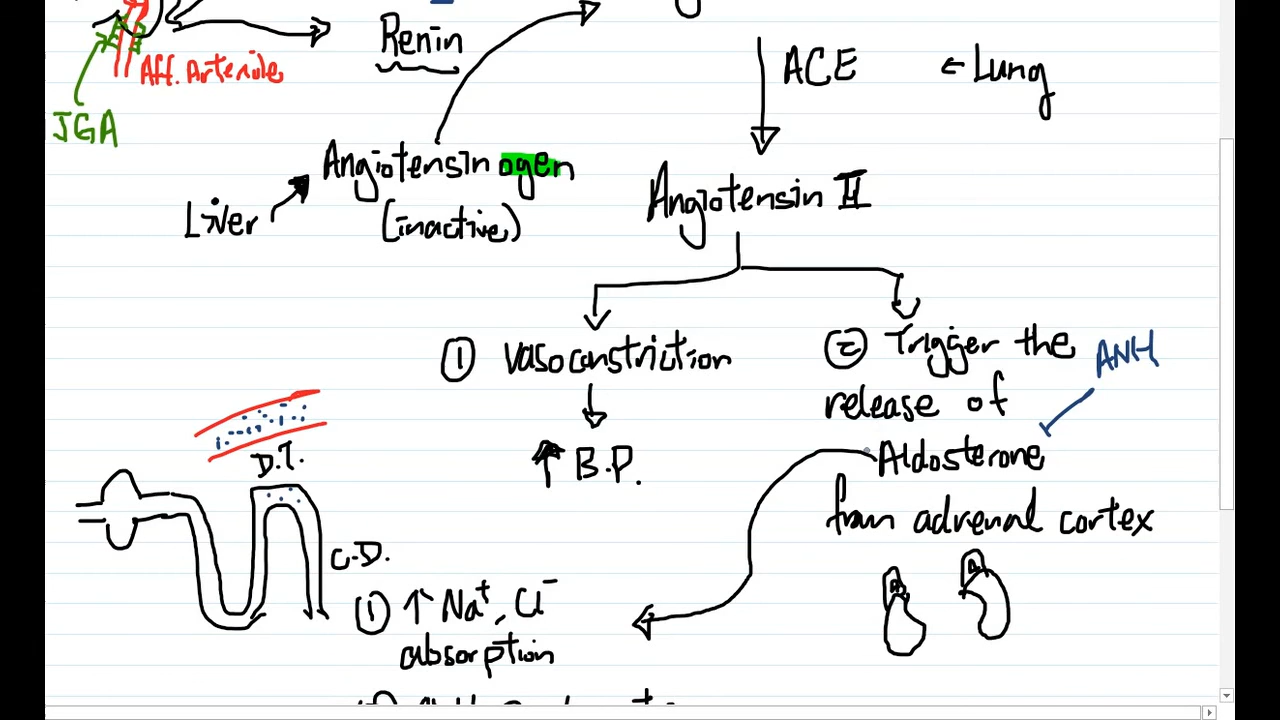 Renin
ACE
← Lung
Aff. Arteriole
JGA
Angiotensinogen
(inactive)
Liver
Angiotensin II
① Vasoconstriction
② Trigger the
release of
ANH
Aldosterone
from adrenal cortex
↑ B.P.
D.T.
C.D.
A
A
① ↑ Na⁺, Cl⁻
absorption